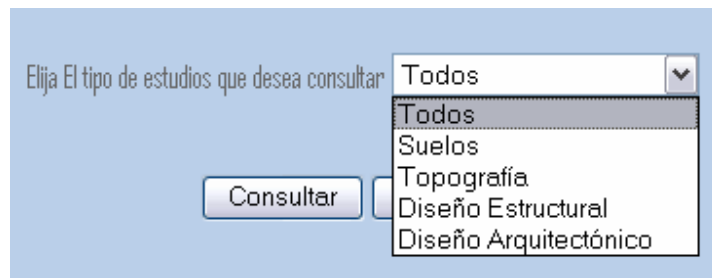 Elija El tipo de estudios que desea consultar Todos
Todos
Suelos
Topografía
Consultar
Diseño Estructural
Diseño Arquitectónico